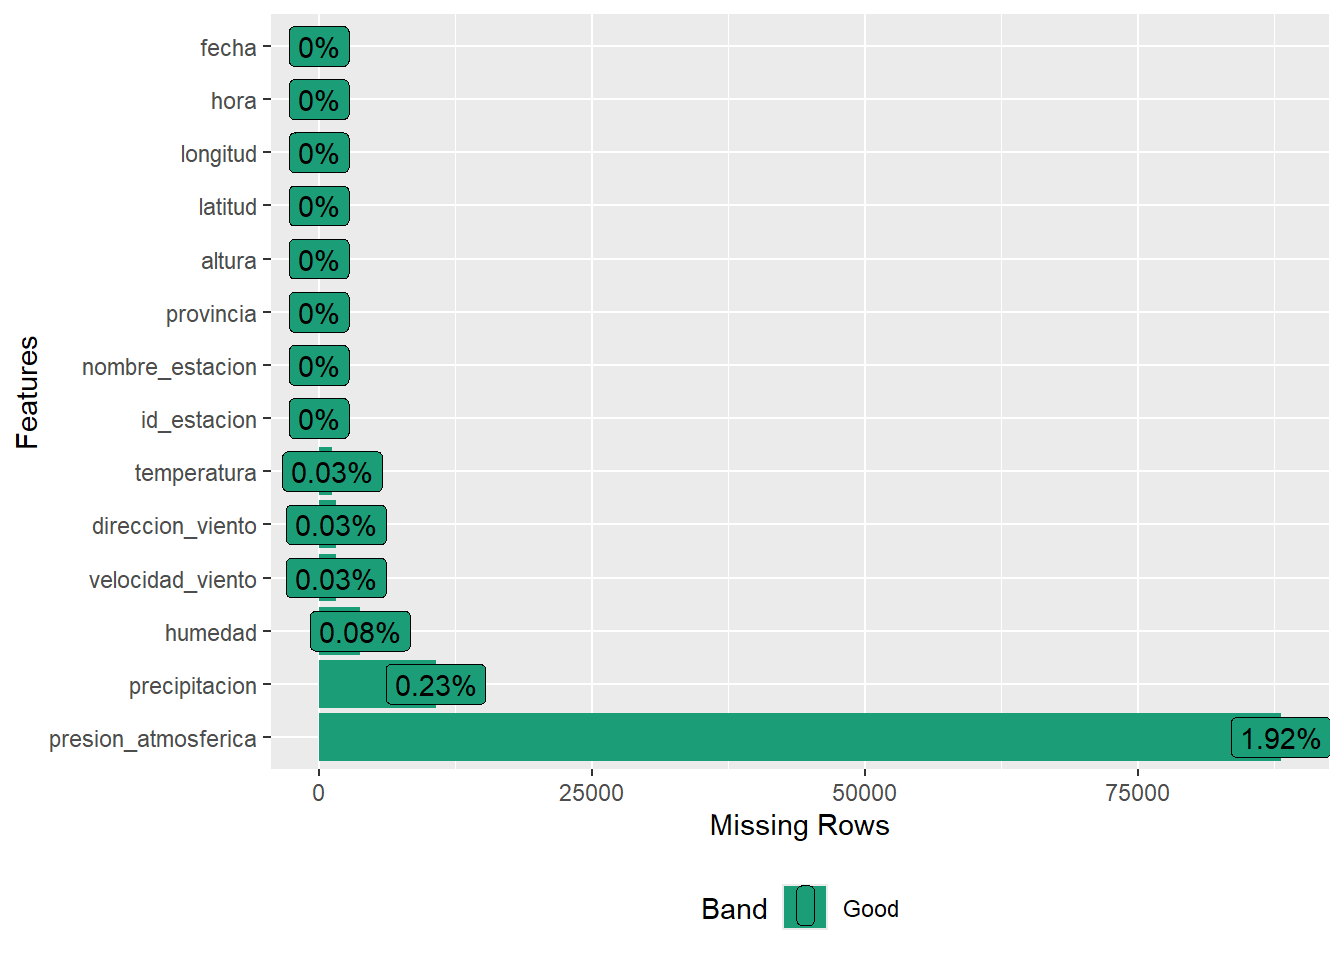 Features
fecha 0%
hora 0%
longitud 0%
latitud 0%
altura 0%
provincia 0%
nombre_estacion 0%
id_estacion 0%
temperatura 0.03%
direccion_viento 0.03%
velocidad_viento 0.03%
humedad 0.08%
precipitacion 0.23%
presion_atmosferica 1.92%
0 25000 50000 75000
Missing Rows
Band Good